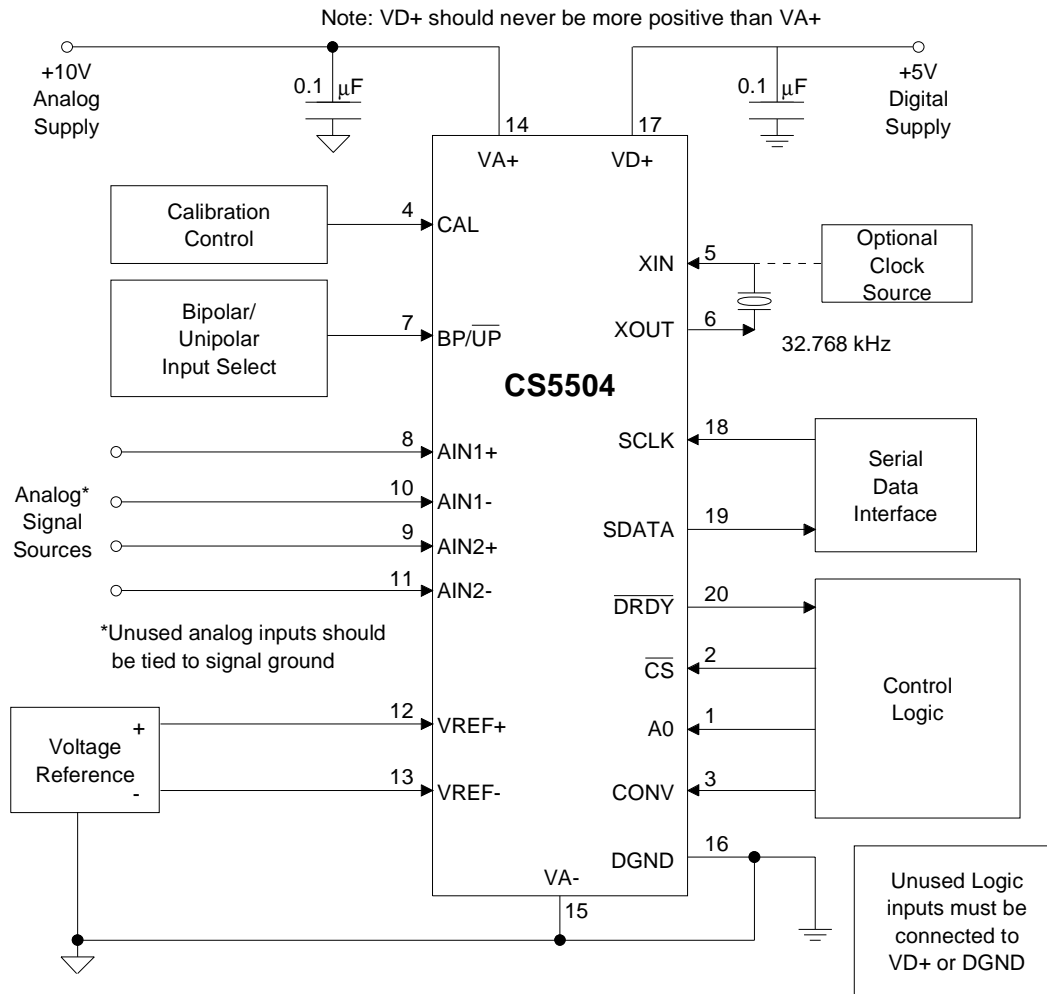 Note: VD+ should never be more positive than VA+
+10V
Analog
Supply
0.1 µF
0.1 µF
+5V
Digital
Supply
14
17
VA+
VD+
Calibration
Control
4
CAL
XIN
5
Optional
Clock
Source
Bipolar/
Unipolar
Input Select
7
BP/U̅P̅
XOUT
6
32.768 kHz
CS5504
Analog*
Signal
Sources
8
AIN1+
10
AIN1-
9
AIN2+
11
AIN2-
*Unused analog inputs should
be tied to signal ground
SCLK
18
SDATA
19
Serial
Data
Interface
D̅R̅D̅Y̅
20
C̅S̅
2
A0
1
CONV
3
Control
Logic
Voltage
Reference
+
-
12
VREF+
13
VREF-
DGND
16
VA-
15
Unused Logic
inputs must be
connected to
VD+ or DGND